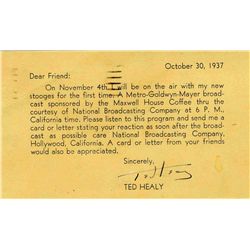 October 30, 1937
Dear Friend:
On November 4th I will be on the air with my new
stooges for the first time. A Metro-Goldwyn-Mayer broad-
cast sponsored by the Maxwell House Coffee thru the
courtesy of National Broadcasting Company at 6 P. M.,
California time. Please listen to this program and send me a
card or letter stating your reaction as soon after the broad-
cast as possible care National Broadcasting Company,
Hollywood, California. A card or letter from your friends
would also be appreciated.
Sincerely,
Ted Healy
TED HEALY